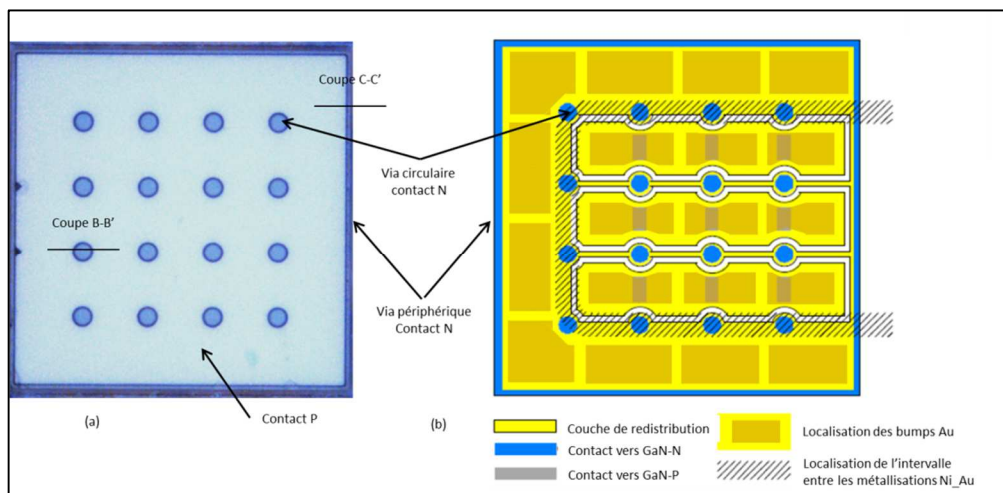 Coupe C-C'
Via circulaire
contact N
Coupe B-B'
Via périphérique
Contact N
Contact P
(a)
(b)
Couche de redistribution
Contact vers GaN-N
Contact vers GaN-P
Localisation des bumps Au
Localisation de l'intervalle
entre les métallisations Ni_Au